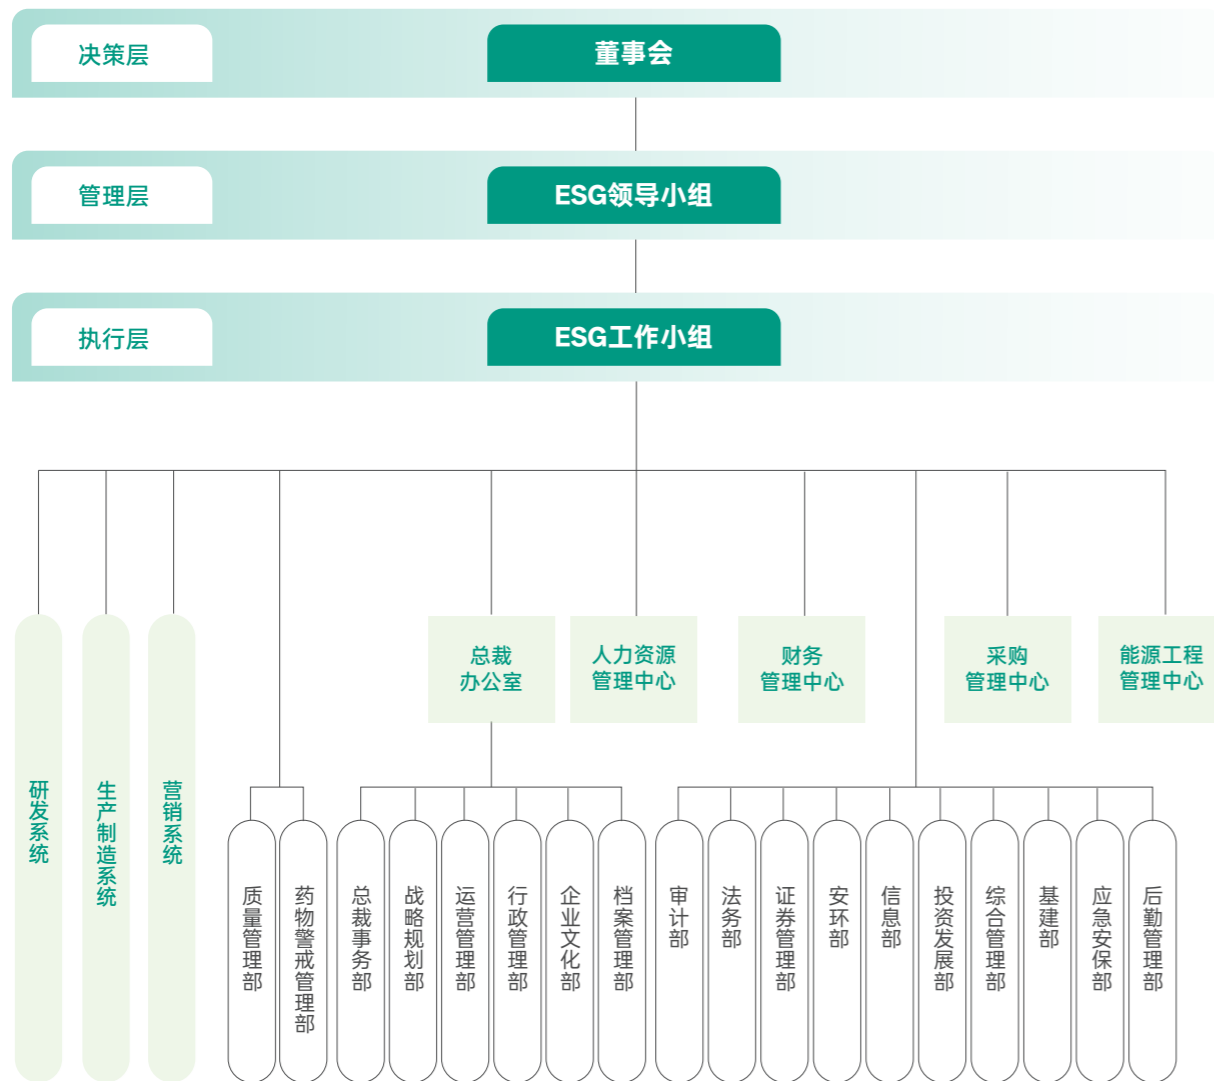 决策层
董事会
管理层
ESG领导小组
执行层
ESG工作小组
总裁
办公室
人力资源
管理中心
财务
管理中心
采购
管理中心
能源工程
管理中心
研发系统
生产制造系统
营销系统
质量管理部
药物警戒管理部
总裁事务部
战略规划部
运营管理部
行政管理部
企业文化部
档案管理部
审计部
法务部
证券管理部
安环部
信息部
投资发展部
综合管理部
基建部
应急安保部
后勤管理部